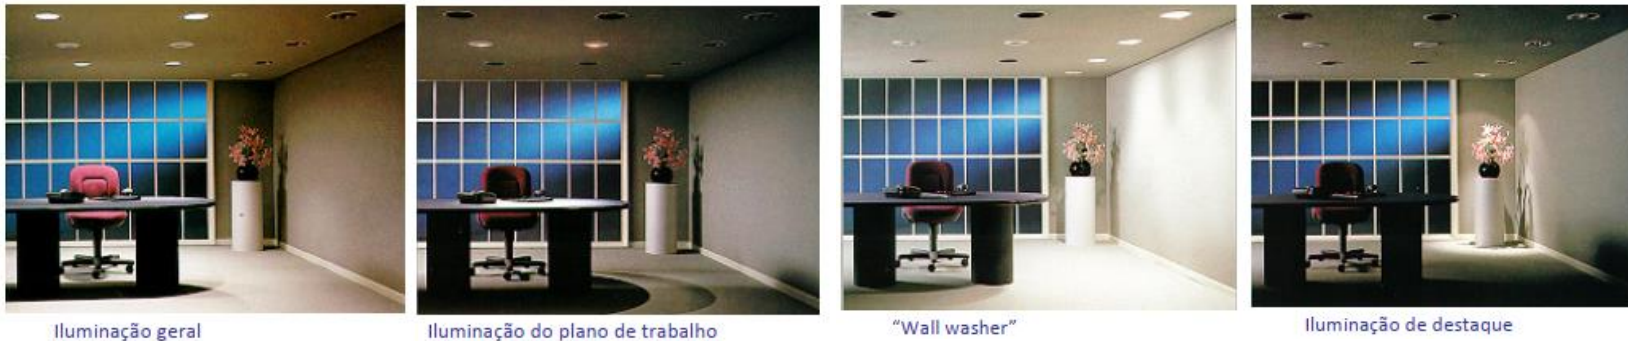 Iluminação geral
Iluminação do plano de trabalho
“Wall washer”
Iluminação de destaque